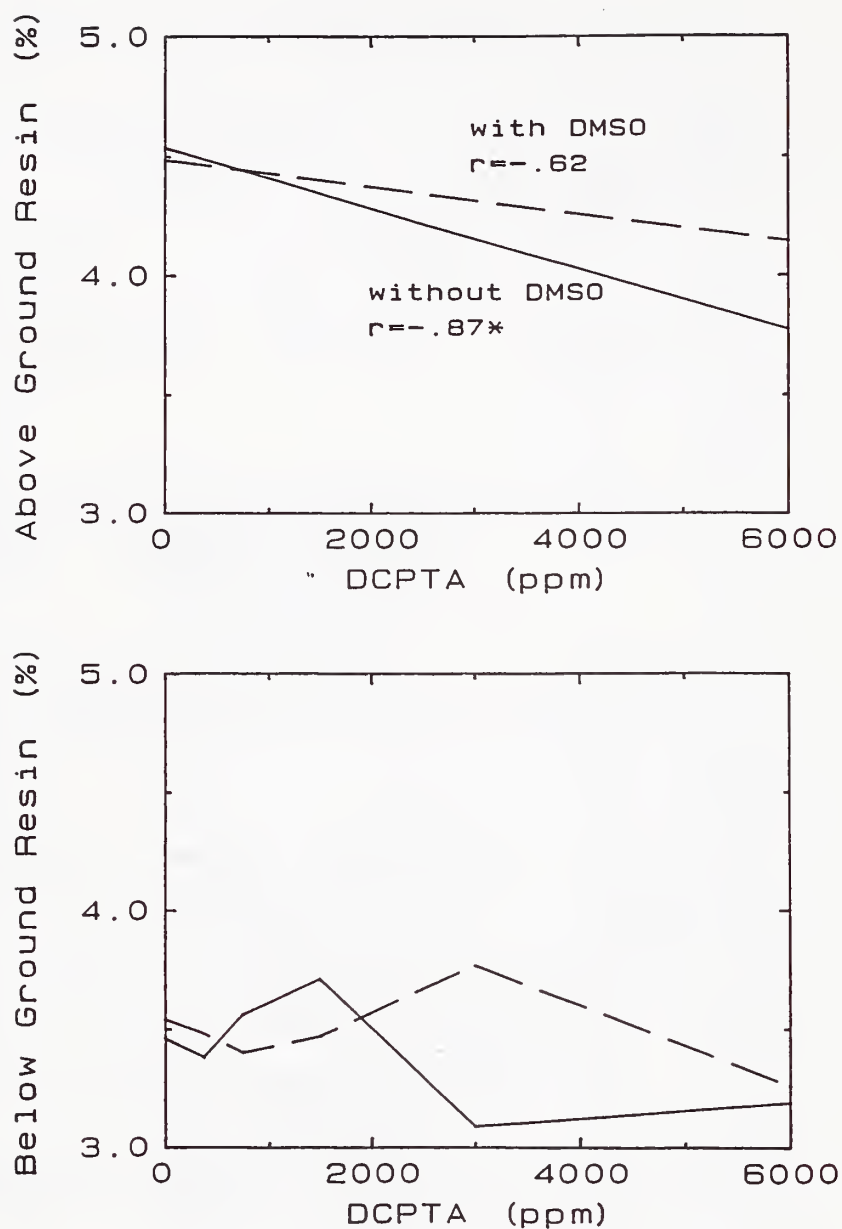 Above Ground Resin (%)
5.0
4.0
3.0
with DMSO
r=-.62
without DMSO
r=-.87*
0 2000 4000 6000
DCPTA (ppm)
Below Ground Resin (%)
5.0
4.0
3.0
0 2000 4000 6000
DCPTA (ppm)